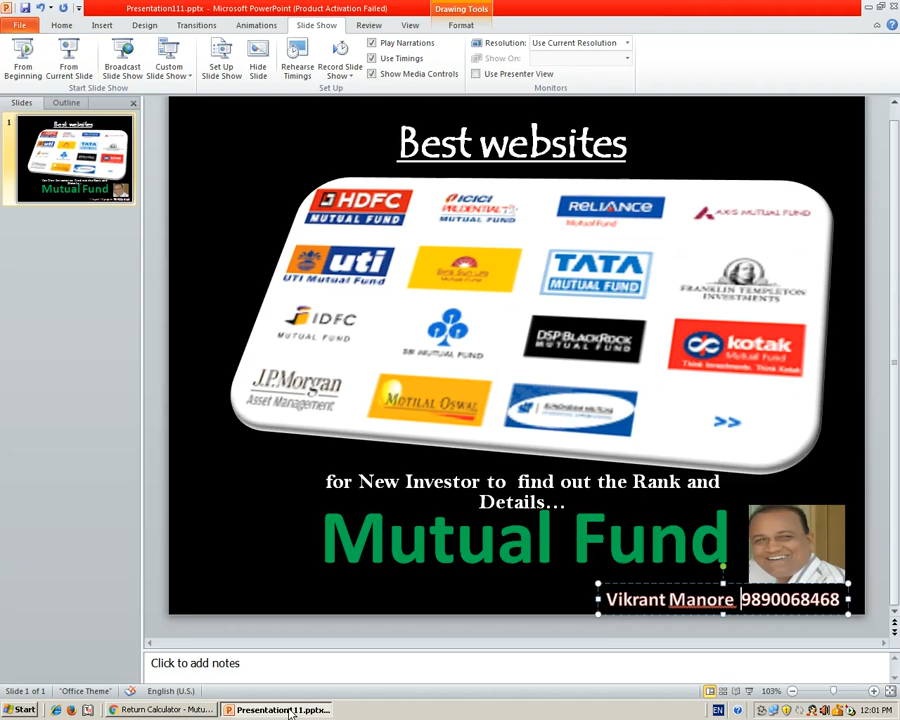 Presentation111.pptx - Microsoft PowerPoint (Product Activation Failed)
Drawing Tools
File Home Insert Design Transitions Animations Slide Show Review View Format
From Beginning
From Current Slide
Broadcast Slide Show
Custom Slide Show
Set Up Slide Show
Hide Slide
Rehearse Timings
Record Slide Show
Play Narrations
Use Timings
Show Media Controls
Resolution: Use Current Resolution
Show On:
Use Presenter View
Start Slide Show
Set Up
Monitors
Slides Outline
1
Best websites
HDFC
MUTUAL FUND
ICICI
PRUDENTIAL
MUTUAL FUND
RELIANCE
Mutual Fund
AXIS MUTUAL FUND
uti
UTI Mutual Fund
TATA
MUTUAL FUND
FRANKLIN TEMPLETON
INVESTMENTS
IDFC
MUTUAL FUND
SBI MUTUAL FUND
DSP BLACKROCK
MUTUAL FUND
kotak
Mutual Fund
Think Investments. Think Kotak
J.P.Morgan
Asset Management
MOTILAL OSWAL
>>
for New Investor to find out the Rank and
Details...
Mutual Fund
Vikrant Manore 9890068468
Click to add notes
Slide 1 of 1 "Office Theme" English (U.S.) 103%
Start Return Calculator - Mutu... Presentation111.pptx... EN 12:01 PM